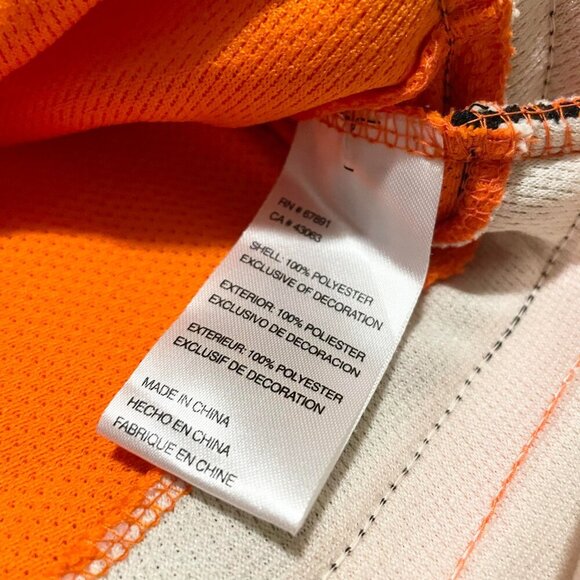 RN # 67891
CA # 43063
SHELL: 100% POLYESTER
EXCLUSIVE OF DECORATION
EXTERIOR: 100% POLIESTER
EXCLUSIVO DE DECORACION
EXTERIEUR: 100% POLYESTER
EXCLUSIF DE DECORATION
MADE IN CHINA
HECHO EN CHINA
FABRIQUE EN CHINE